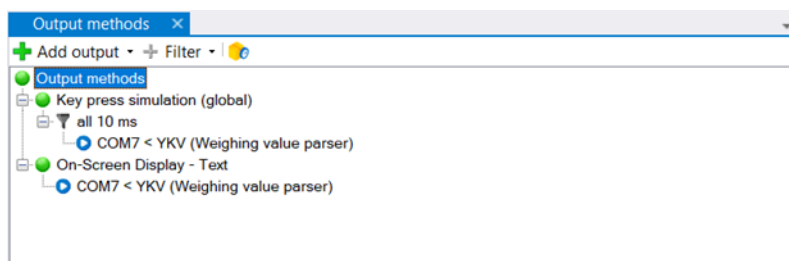 Output methods ×
Add output Filter
Output methods
Key press simulation (global)
all 10 ms
COM7 < YKV (Weighing value parser)
On-Screen Display - Text
COM7 < YKV (Weighing value parser)